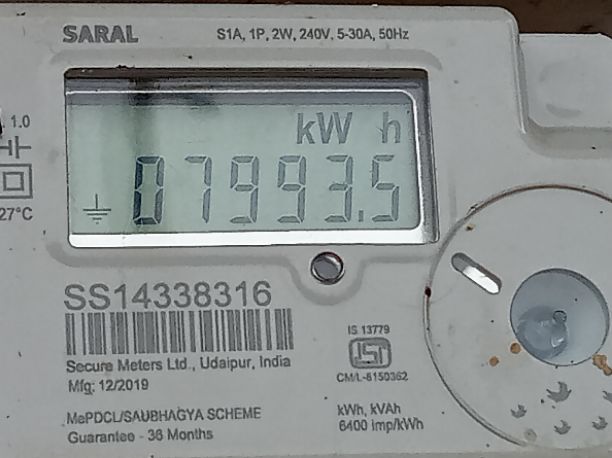 SARAL
S1A, 1P, 2W, 240V, 5-30A, 50Hz
1.0
27°C
kW h
07993.5
SS14338316
Secure Meters Ltd., Udaipur, India
Mfg: 12/2019
MePDCL/SAUBHAGYA SCHEME
Guarantee - 36 Months
IS 13779
ISI
CM/L-8150362
kWh, kVAh
6400 imp/kWh